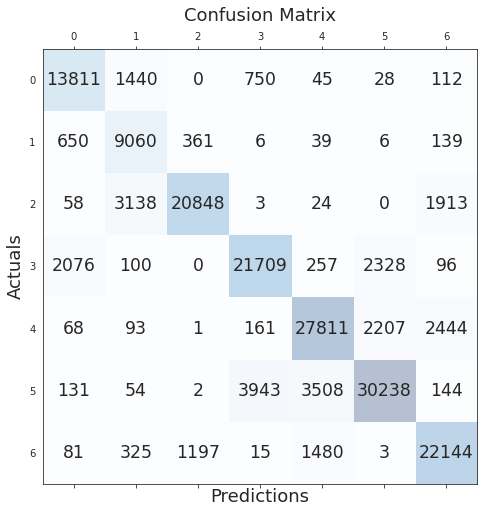 Confusion Matrix
0 1 2 3 4 5 6
0 13811 1440 0 750 45 28 112
1 650 9060 361 6 39 6 139
2 58 3138 20848 3 24 0 1913
3 2076 100 0 21709 257 2328 96
4 68 93 1 161 27811 2207 2444
5 131 54 2 3943 3508 30238 144
6 81 325 1197 15 1480 3 22144
Actuals
Predictions